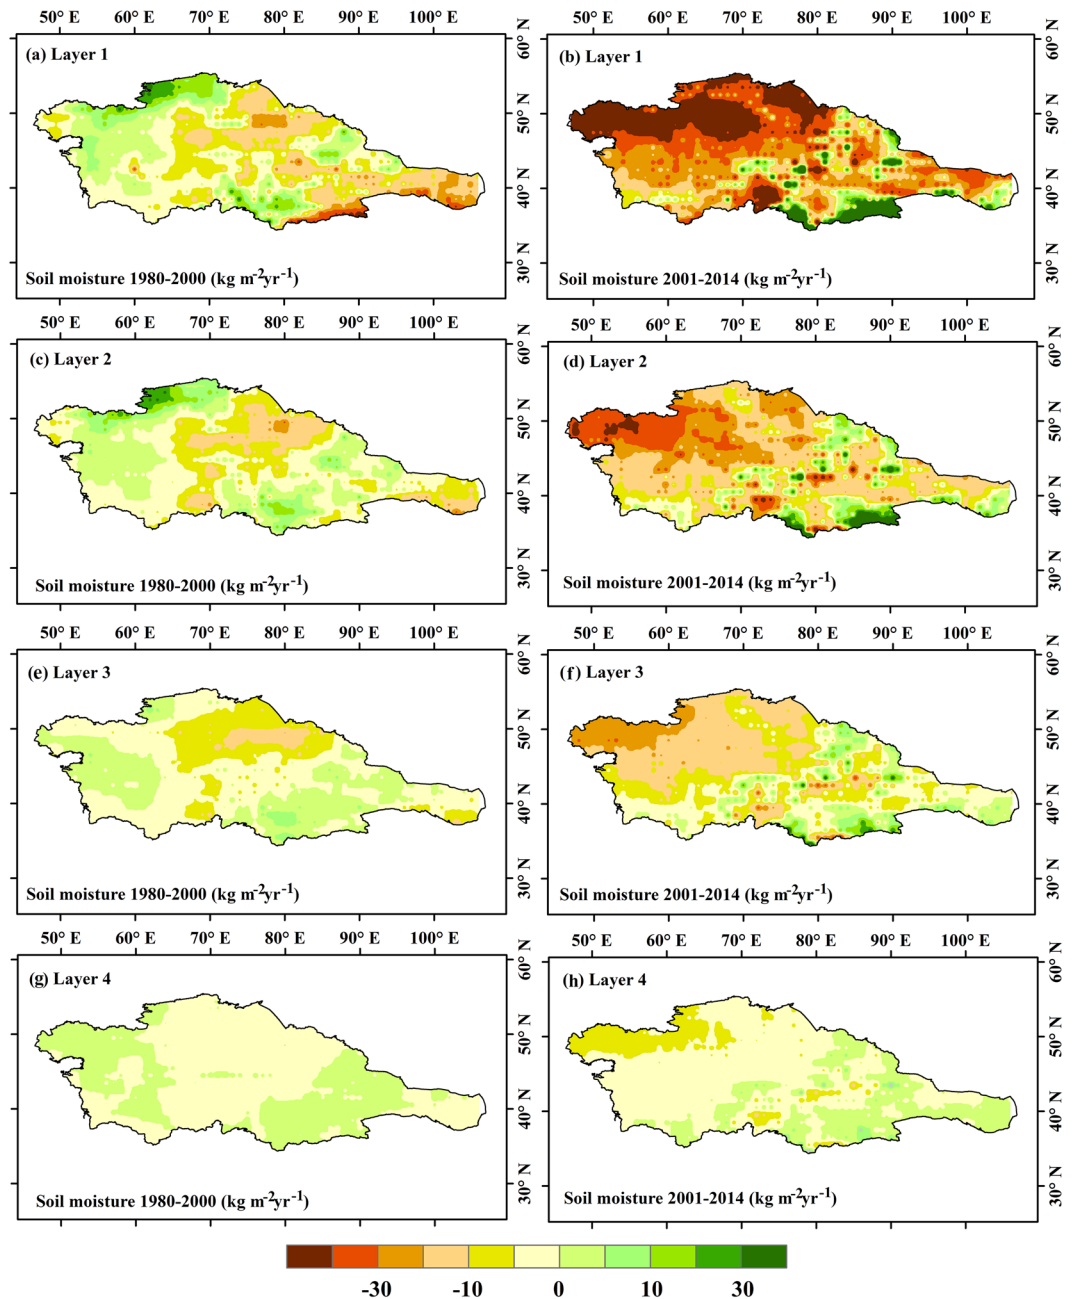 50° E 60° E 70° E 80° E 90° E 100° E 50° E 60° E 70° E 80° E 90° E 100° E
(a) Layer 1
(b) Layer 1
60° N
50° N
40° N
30° N
60° N
50° N
40° N
30° N
Soil moisture 1980-2000 (kg m⁻²yr⁻¹)
Soil moisture 2001-2014 (kg m⁻²yr⁻¹)
50° E 60° E 70° E 80° E 90° E 100° E 50° E 60° E 70° E 80° E 90° E 100° E
(c) Layer 2
(d) Layer 2
60° N
50° N
40° N
30° N
60° N
50° N
40° N
30° N
Soil moisture 1980-2000 (kg m⁻²yr⁻¹)
Soil moisture 2001-2014 (kg m⁻²yr⁻¹)
50° E 60° E 70° E 80° E 90° E 100° E 50° E 60° E 70° E 80° E 90° E 100° E
(e) Layer 3
(f) Layer 3
60° N
50° N
40° N
30° N
60° N
50° N
40° N
30° N
Soil moisture 1980-2000 (kg m⁻²yr⁻¹)
Soil moisture 2001-2014 (kg m⁻²yr⁻¹)
50° E 60° E 70° E 80° E 90° E 100° E 50° E 60° E 70° E 80° E 90° E 100° E
(g) Layer 4
(h) Layer 4
60° N
50° N
40° N
30° N
60° N
50° N
40° N
30° N
Soil moisture 1980-2000 (kg m⁻²yr⁻¹)
Soil moisture 2001-2014 (kg m⁻²yr⁻¹)
-30 -10 0 10 30